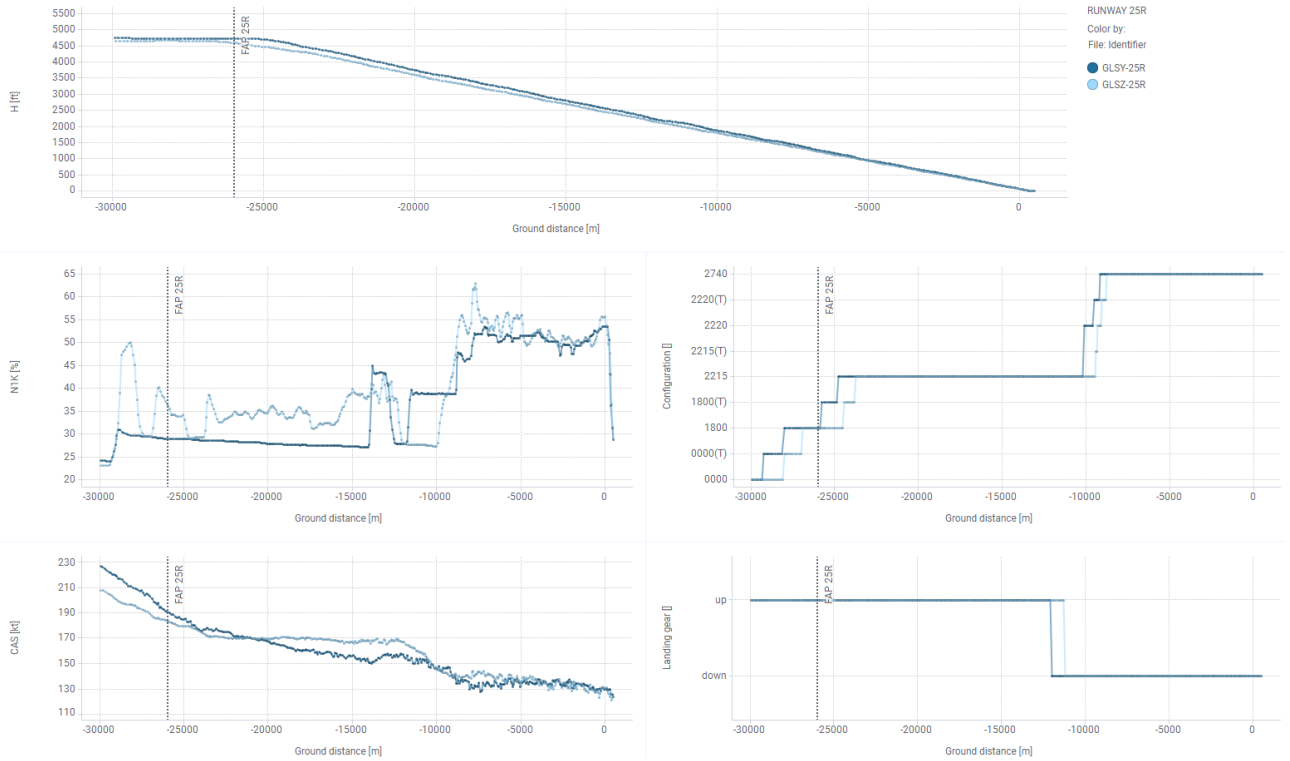 5500
5000
4500
4000
3500
3000
2500
2000
1500
1000
500
0
H [ft]
FAP 25R
-30000 -25000 -20000 -15000 -10000 -5000 0
Ground distance [m]
RUNWAY 25R
Color by:
File: Identifier
GLSY-25R
GLSZ-25R
65
60
55
50
45
40
35
30
25
20
N1K [%]
FAP 25R
-30000 -25000 -20000 -15000 -10000 -5000 0
Ground distance [m]
2740
2220(T)
2220
2215(T)
2215
1800(T)
1800
0000(T)
0000
Configuration []
FAP 25R
-30000 -25000 -20000 -15000 -10000 -5000 0
Ground distance [m]
230
210
190
170
150
130
110
CAS [kt]
FAP 25R
-30000 -25000 -20000 -15000 -10000 -5000 0
Ground distance [m]
up
down
Landing gear []
FAP 25R
-30000 -25000 -20000 -15000 -10000 -5000 0
Ground distance [m]